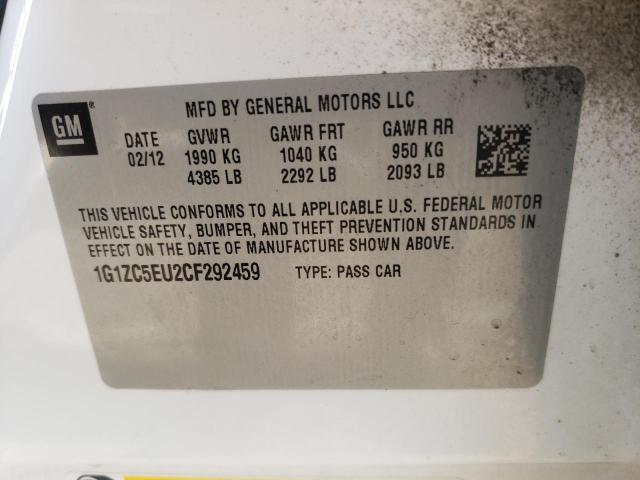 MFD BY GENERAL MOTORS LLC
GM®
DATE GVWR GAWR FRT GAWR RR
02/12 1990 KG 1040 KG 950 KG
4385 LB 2292 LB 2093 LB
THIS VEHICLE CONFORMS TO ALL APPLICABLE U.S. FEDERAL MOTOR
VEHICLE SAFETY, BUMPER, AND THEFT PREVENTION STANDARDS IN
EFFECT ON THE DATE OF MANUFACTURE SHOWN ABOVE.
1G1ZC5EU2CF292459 TYPE: PASS CAR